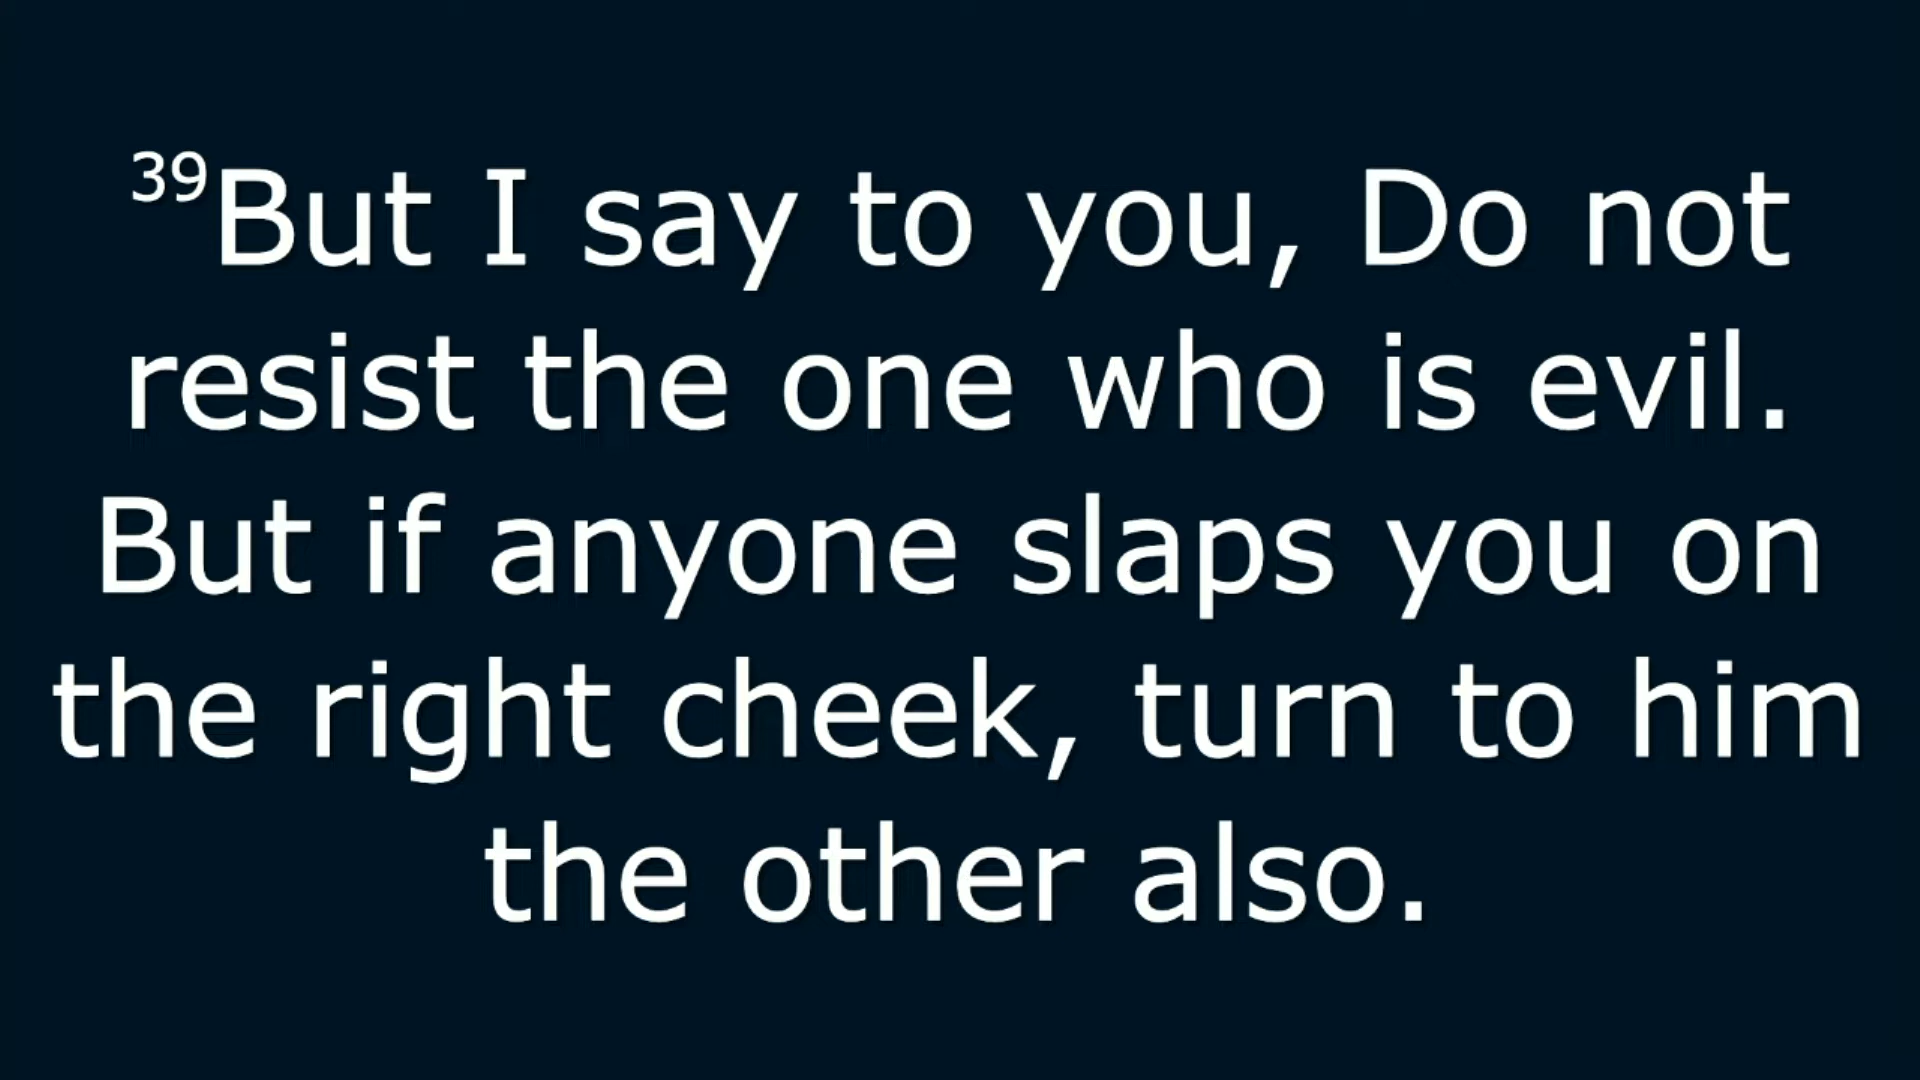 39But I say to you, Do not
resist the one who is evil.
But if anyone slaps you on
the right cheek, turn to him
the other also.